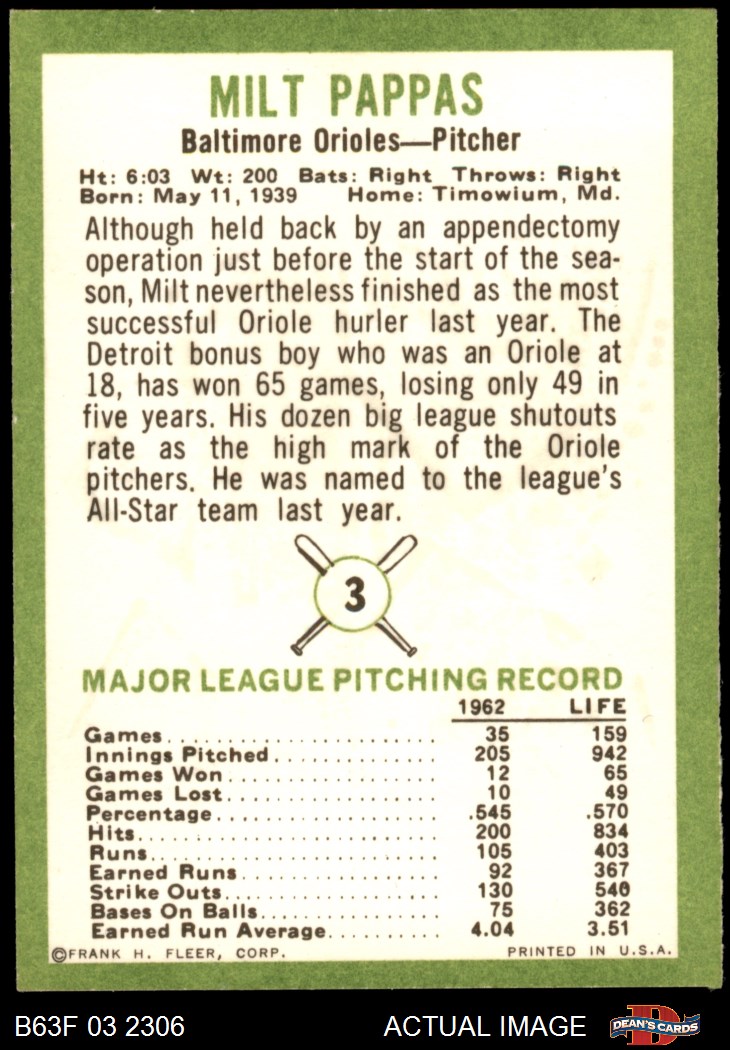 MILT PAPPAS
Baltimore Orioles—Pitcher
Ht: 6:03 Wt: 200 Bats: Right Throws: Right
Born: May 11, 1939 Home: Timowium, Md.
Although held back by an appendectomy
operation just before the start of the sea-
son, Milt nevertheless finished as the most
successful Oriole hurler last year. The
Detroit bonus boy who was an Oriole at
18, has won 65 games, losing only 49 in
five years. His dozen big league shutouts
rate as the high mark of the Oriole
pitchers. He was named to the league's
All-Star team last year.
3
MAJOR LEAGUE PITCHING RECORD
1962 LIFE
Games 35 159
Innings Pitched 205 942
Games Won 12 65
Games Lost 10 49
Percentage .545 .570
Hits 200 834
Runs 105 403
Earned Runs 92 367
Strike Outs 130 540
Bases On Balls 75 362
Earned Run Average 4.04 3.51
©FRANK H. FLEER, CORP. PRINTED IN U.S.A.
B63F 03 2306 ACTUAL IMAGE DEAN'S CARDS